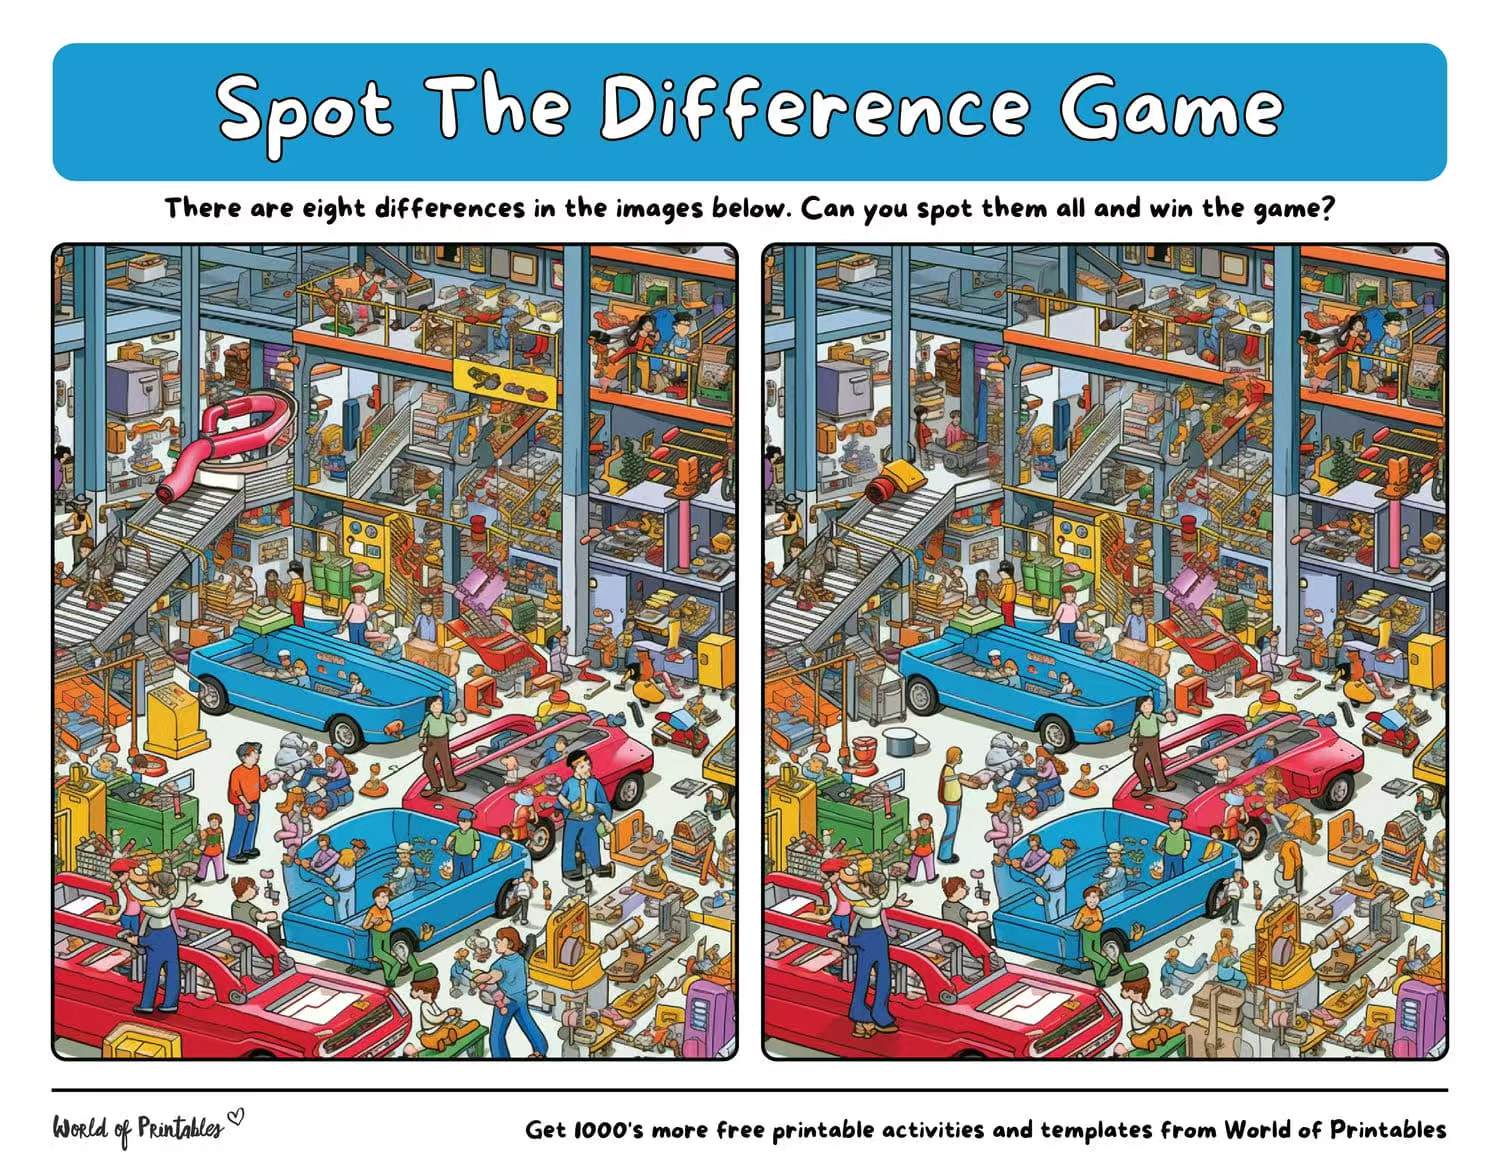 Spot The Difference Game
There are eight differences in the images below. Can you spot them all and win the game?
World of Printables
Get 1000's more free printable activities and templates from World of Printables